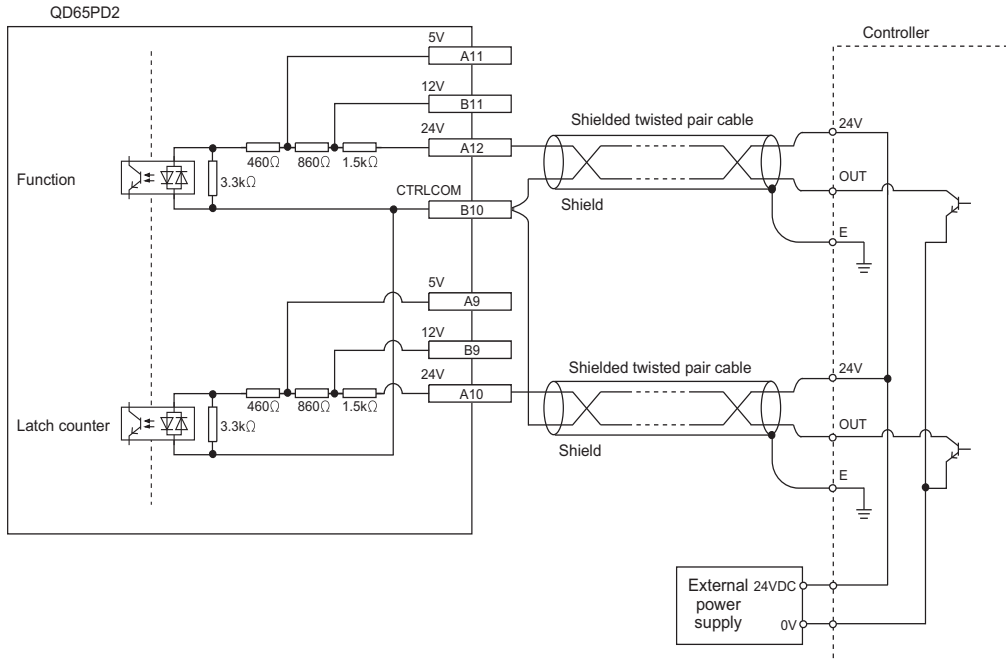 QD65PD2
Controller
5V
A11
12V
B11
24V
A12
460Ω 860Ω 1.5kΩ
3.3kΩ
Function
CTRLCOM
B10
Shielded twisted pair cable
Shield
24V
OUT
E
5V
A9
12V
B9
24V
A10
460Ω 860Ω 1.5kΩ
3.3kΩ
Latch counter
Shielded twisted pair cable
Shield
24V
OUT
E
External power supply
24VDC
0V